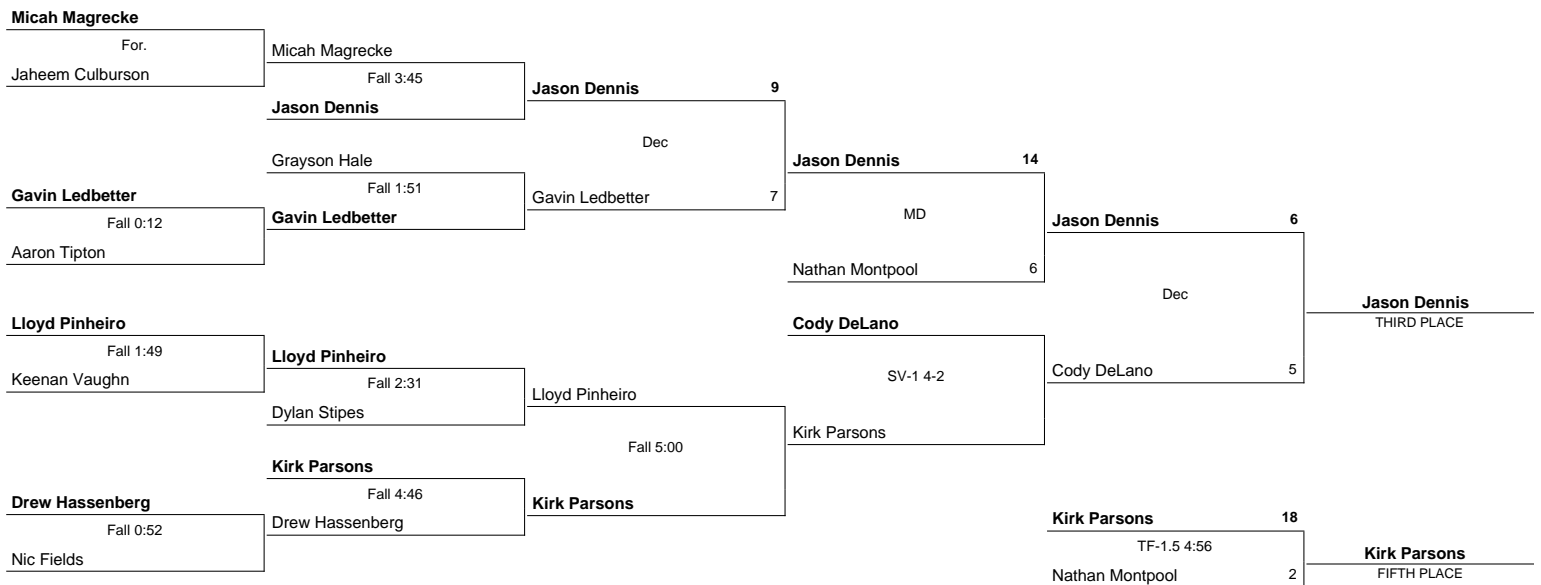 Micah Magrecke
For.
Jaheem Culburson
Gavin Ledbetter
Fall 0:12
Aaron Tipton
Lloyd Pinheiro
Fall 1:49
Keenan Vaughn
Drew Hassenberg
Fall 0:52
Nic Fields
Micah Magrecke
Fall 3:45
Jason Dennis
Grayson Hale
Fall 1:51
Gavin Ledbetter
Lloyd Pinheiro
Fall 2:31
Dylan Stipes
Kirk Parsons
Fall 4:46
Drew Hassenberg
Jason Dennis 9
Dec
Gavin Ledbetter 7
Lloyd Pinheiro
Fall 5:00
Kirk Parsons
Jason Dennis 14
MD
Nathan Montpool 6
Cody DeLano
SV-1 4-2
Kirk Parsons
Jason Dennis 6
Dec
Cody DeLano 5
Kirk Parsons 18
TF-1.5 4:56
Nathan Montpool 2
Jason Dennis
THIRD PLACE
Kirk Parsons
FIFTH PLACE